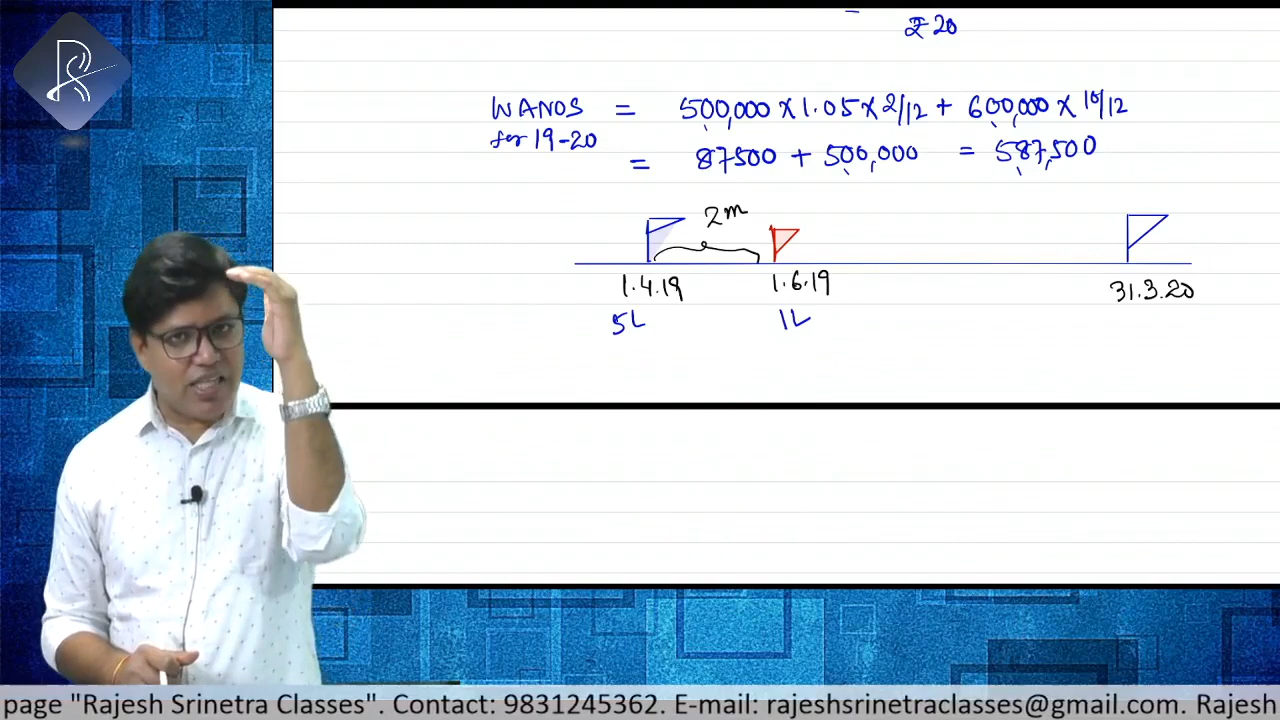 RS
₹ 20
WANOS = 500,000 × 1.05 × 2/12 + 600,000 × 10/12
for 19-20
= 87500 + 500,000 = 587,500
2m
1.4.19 1.6.19 31.3.20
5L 1L
page "Rajesh Srinetra Classes". Contact: 9831245362. E-mail: rajeshsrinetraclasses@gmail.com. Rajesh